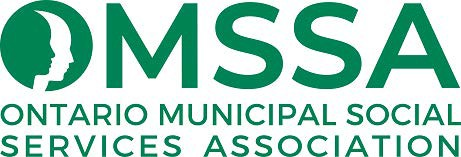 OMSSA
ONTARIO MUNICIPAL SOCIAL
SERVICES ASSOCIATION